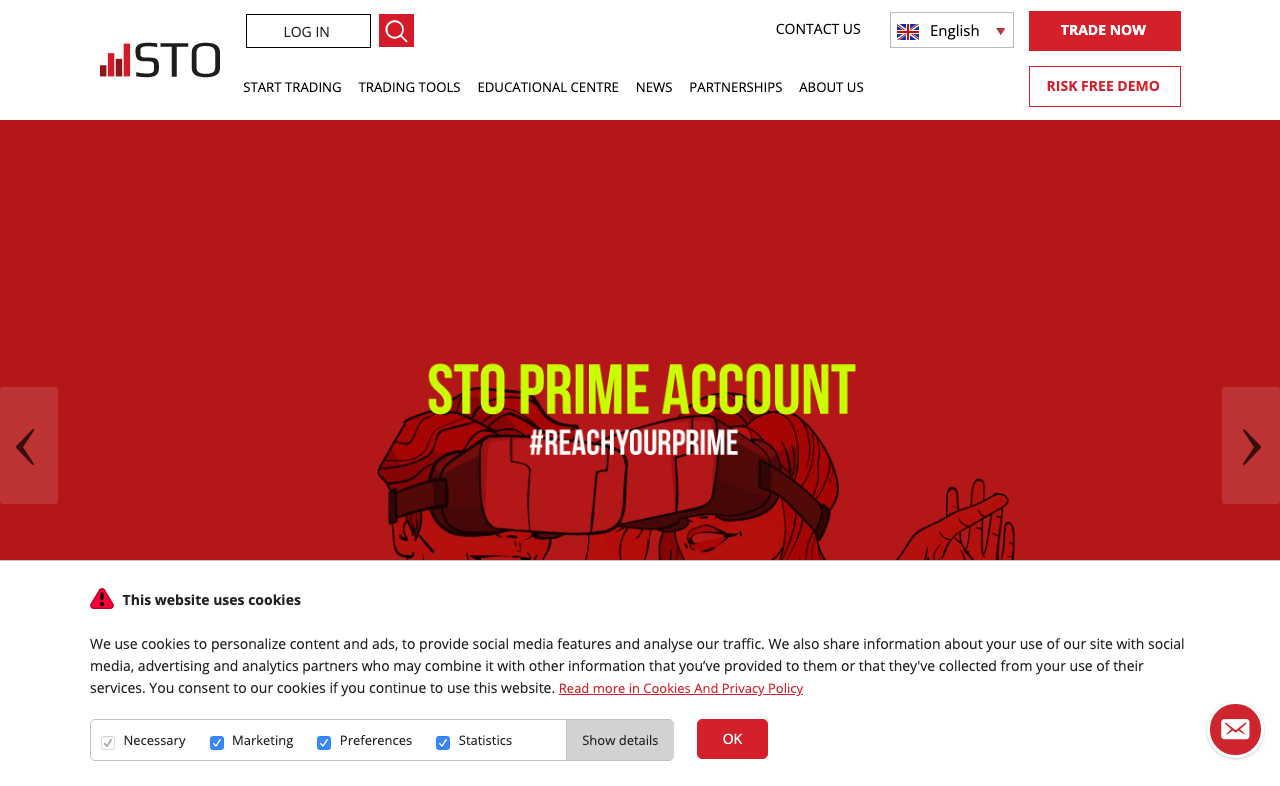 STO
LOG IN
CONTACT US
English
TRADE NOW
START TRADING
TRADING TOOLS
EDUCATIONAL CENTRE
NEWS
PARTNERSHIPS
ABOUT US
RISK FREE DEMO
STO PRIME ACCOUNT
#REACHYOURPRIME
This website uses cookies
We use cookies to personalize content and ads, to provide social media features and analyse our traffic. We also share information about your use of our site with social
media, advertising and analytics partners who may combine it with other information that you’ve provided to them or that they've collected from your use of their
services. You consent to our cookies if you continue to use this website. Read more in Cookies And Privacy Policy
Necessary
Marketing
Preferences
Statistics
Show details
OK